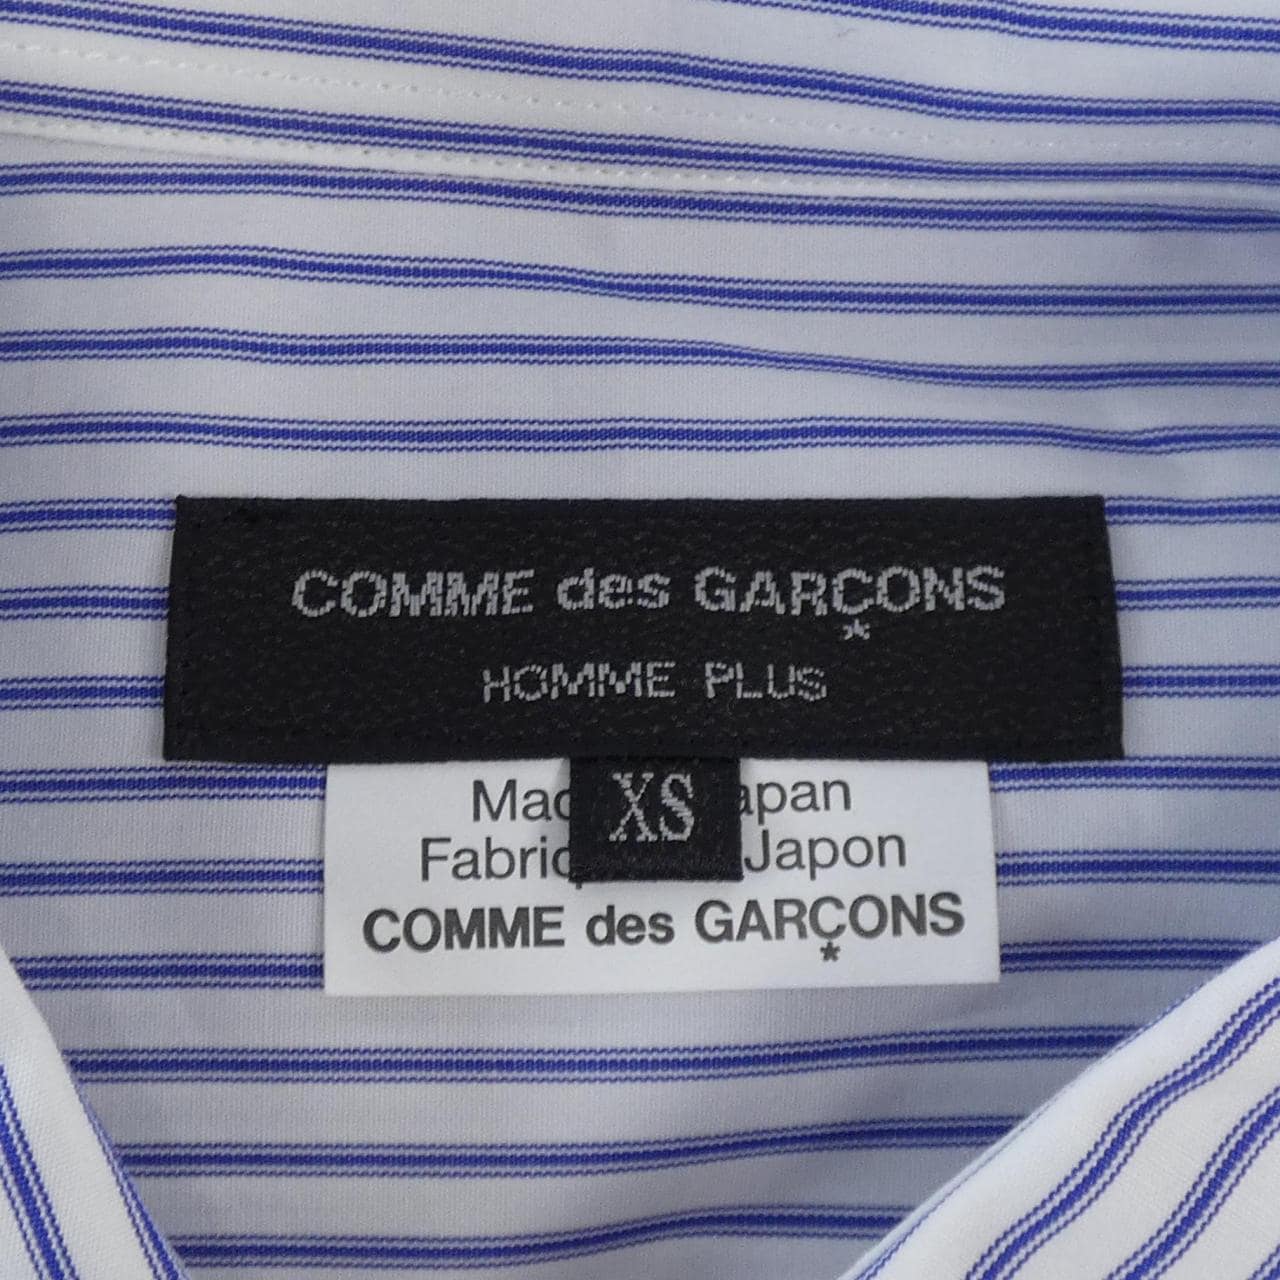 COMME des GARÇONS
HOMME PLUS
XS
Japon
COMME des GARÇONS